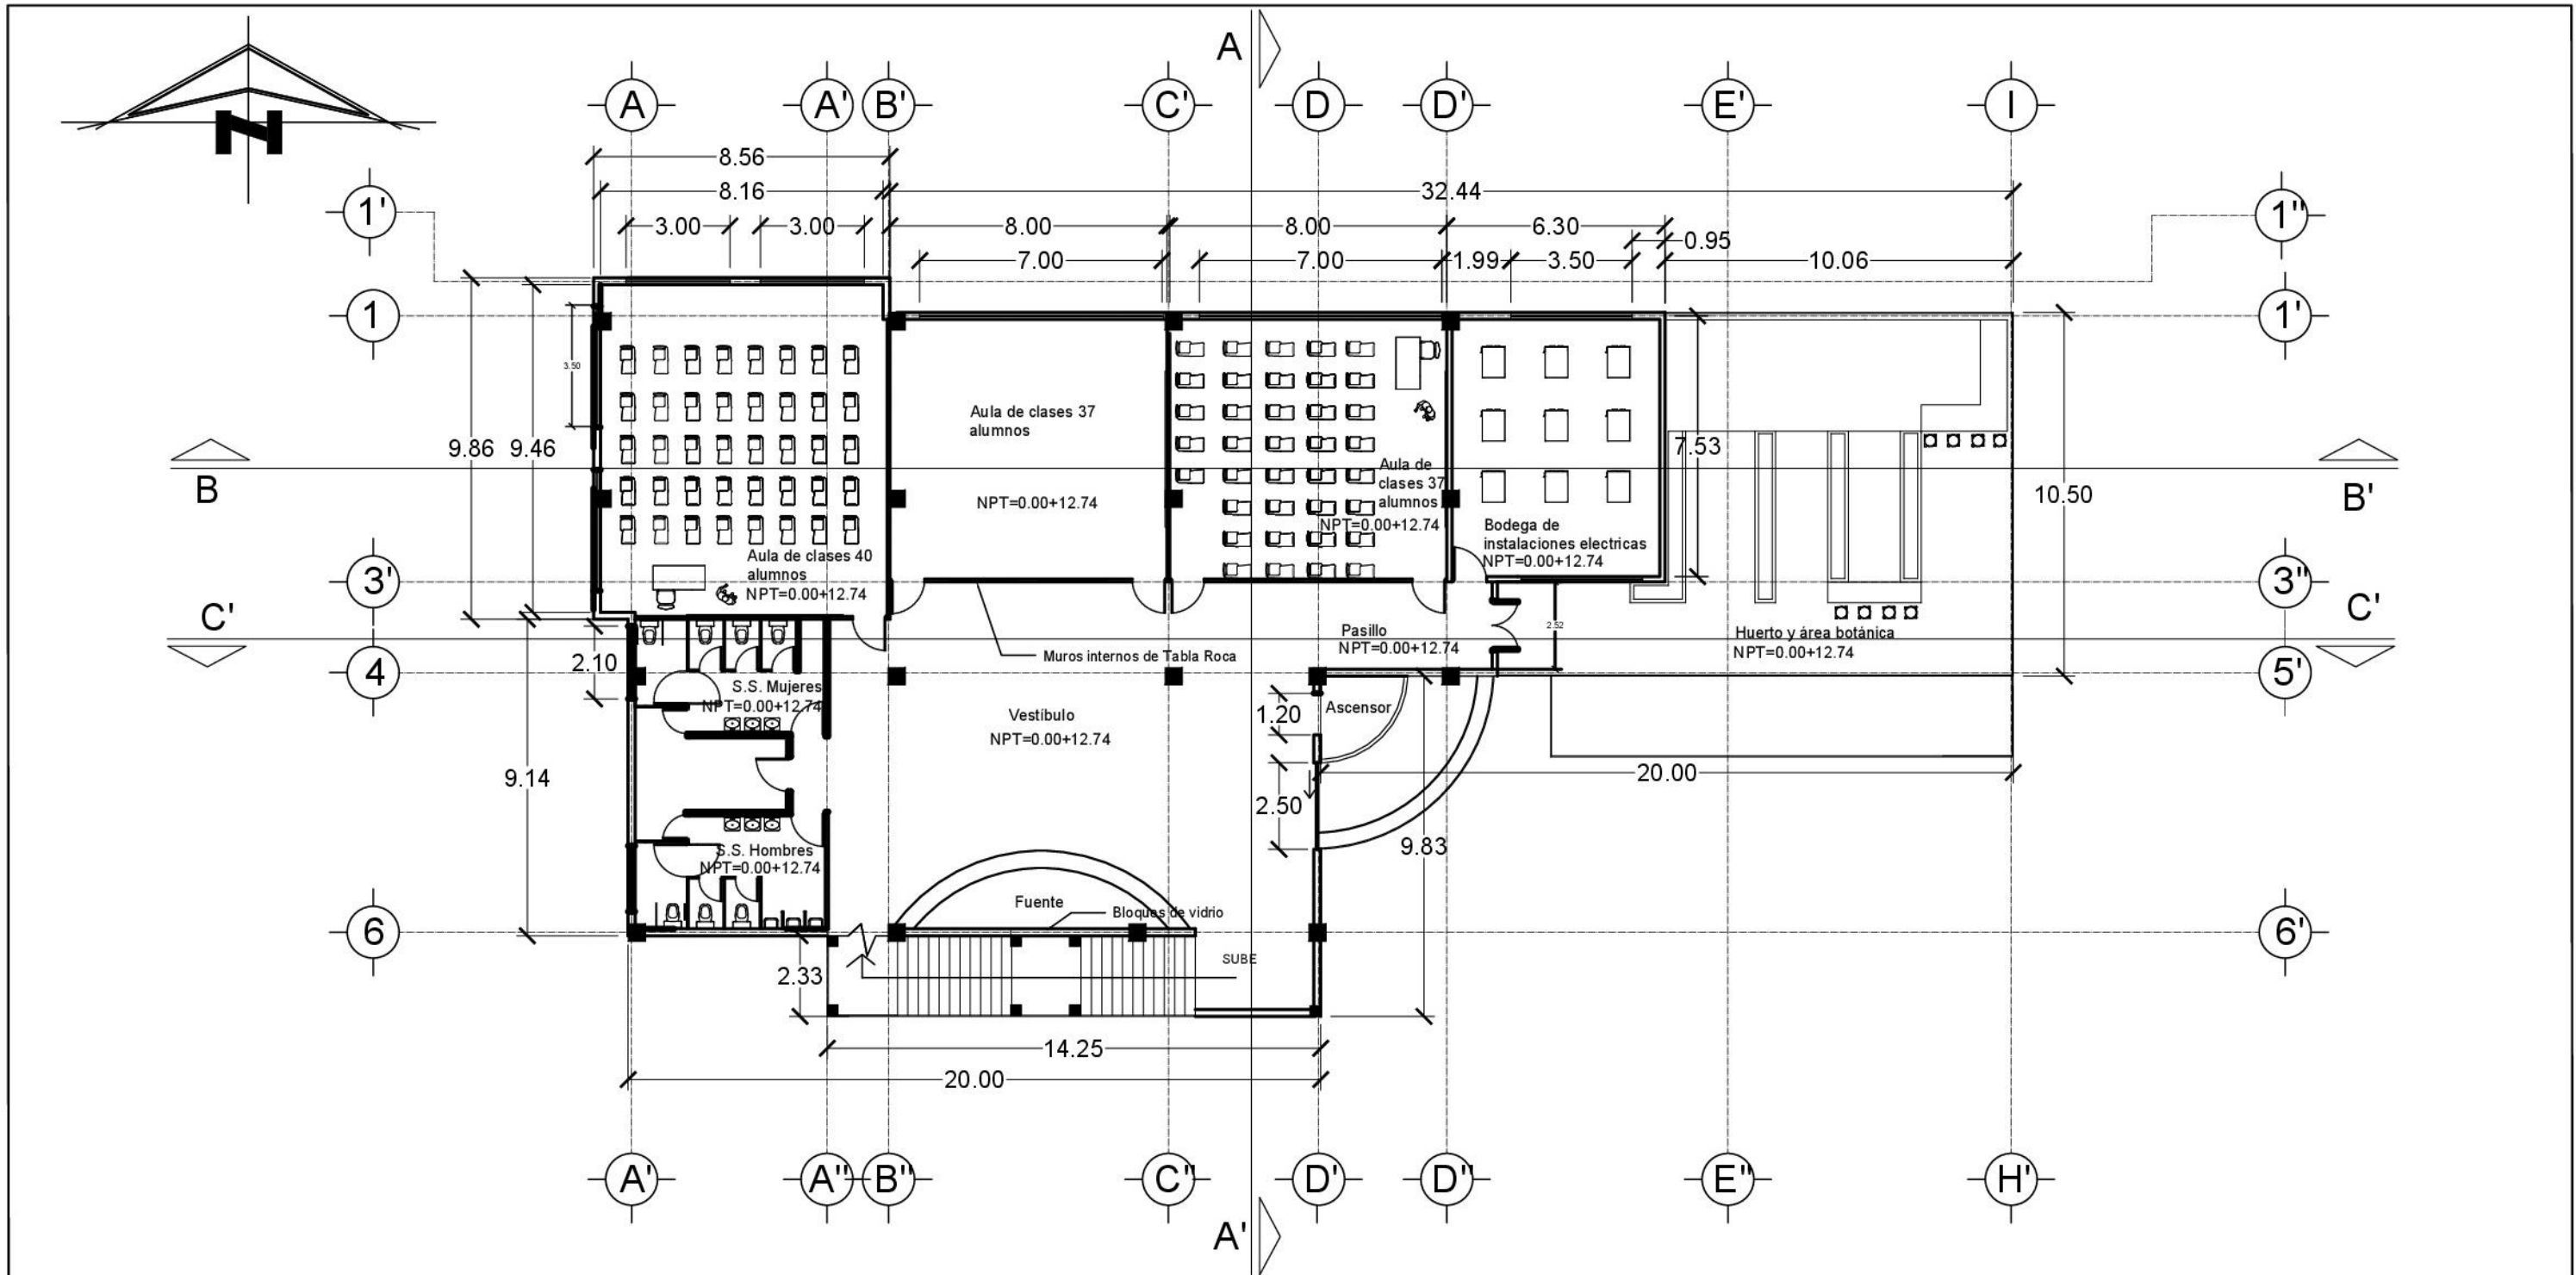 A
N
A A' B' C' D D' E' I
8.56
8.16 32.44
1' 1''
3.00 3.00 8.00 8.00 6.30
0.95
7.00 7.00 1.99 3.50 10.06
1 1'
3.50
9.86 9.46
Aula de clases 37
alumnos
NPT=0.00+12.74
Aula de
clases 37
alumnos
NPT=0.00+12.74
7.53
10.50
B B'
Bodega de
instalaciones electricas
NPT=0.00+12.74
Aula de clases 40
alumnos
NPT=0.00+12.74
3' 3''
C' C'
2.10
Muros internos de Tabla Roca
Pasillo
NPT=0.00+12.74
2.52
Huerto y área botánica
NPT=0.00+12.74
4 5'
S.S. Mujeres
NPT=0.00+12.74
Vestíbulo
NPT=0.00+12.74
1.20
Ascensor
9.14
20.00
2.50
9.83
S.S. Hombres
NPT=0.00+12.74
Fuente
Bloques de vidrio
6 6'
SUBE
2.33
14.25
20.00
A' A'' B'' C'' D' D'' E'' H'
A'